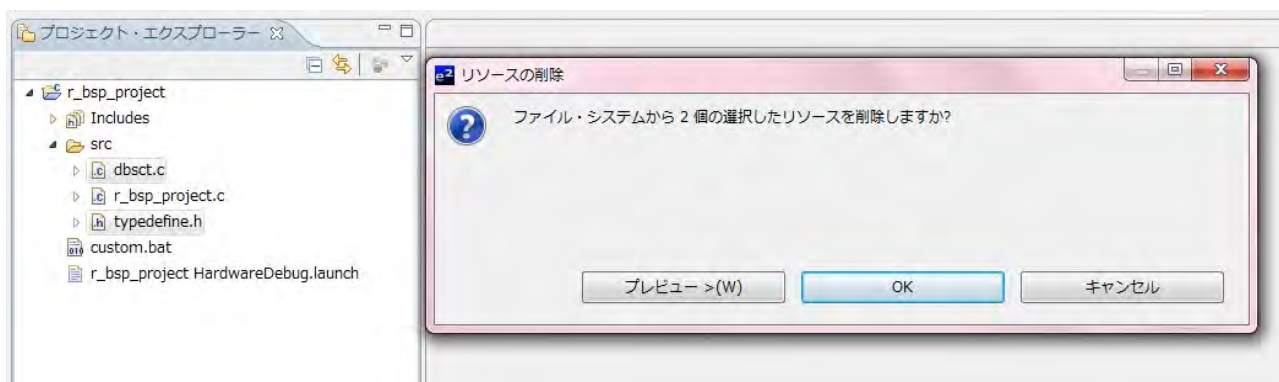 プロジェクト・エクスプローラー
r_bsp_project
Includes
src
dbsct.c
r_bsp_project.c
typedefine.h
custom.bat
r_bsp_project HardwareDebug.launch
e2 リソースの削除
ファイル・システムから 2 個の選択したリソースを削除しますか?
プレビュー >(W)
OK
キャンセル